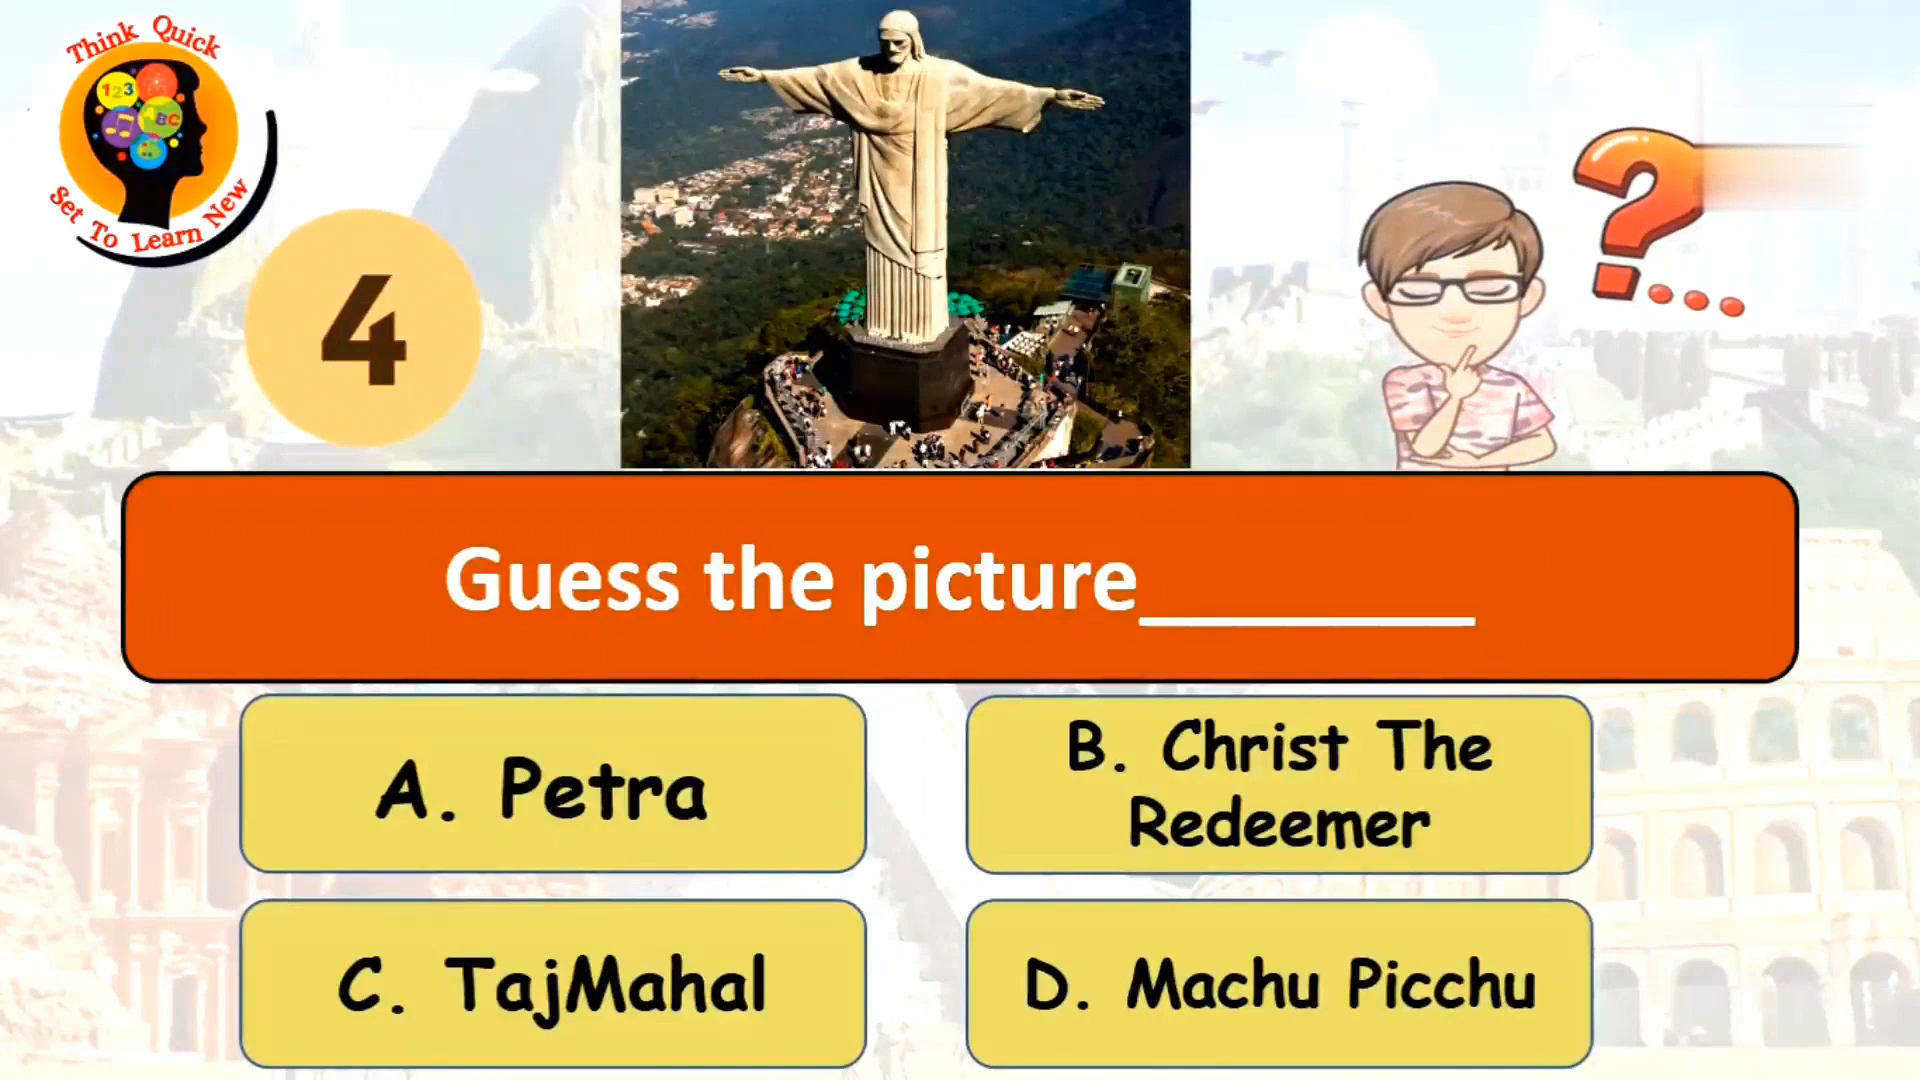 Think Quick
123
ABC
Set To Learn New
4
Guess the picture________
A. Petra
B. Christ The
Redeemer
C. TajMahal
D. Machu Picchu